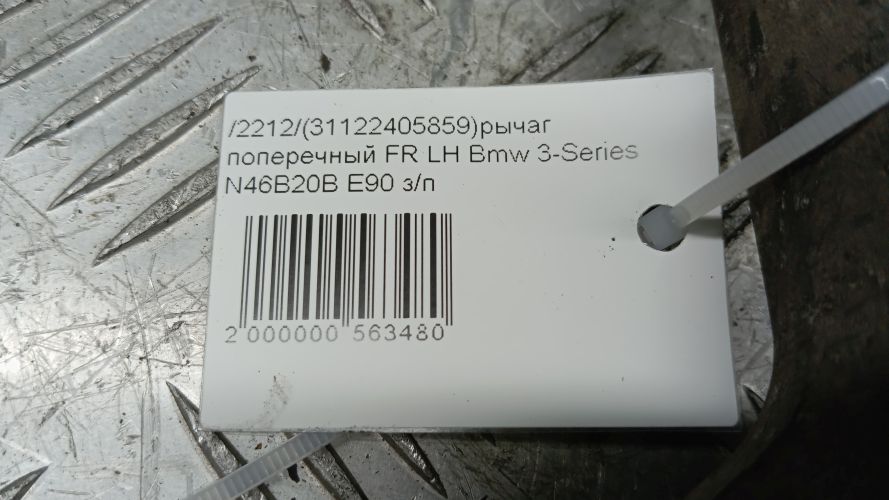 /2212/(31122405859)рычаг
поперечный FR LH Bmw 3-Series
N46B20B E90 з/п
2 000000 563480